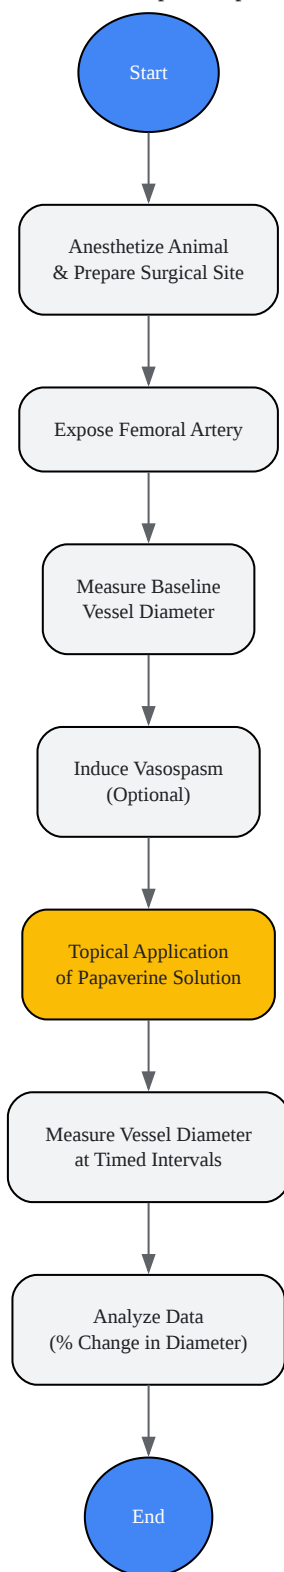 Start
Anesthetize Animal
& Prepare Surgical Site
Expose Femoral Artery
Measure Baseline
Vessel Diameter
Induce Vasospasm
(Optional)
Topical Application
of Papaverine Solution
Measure Vessel Diameter
at Timed Intervals
Analyze Data
(% Change in Diameter)
End